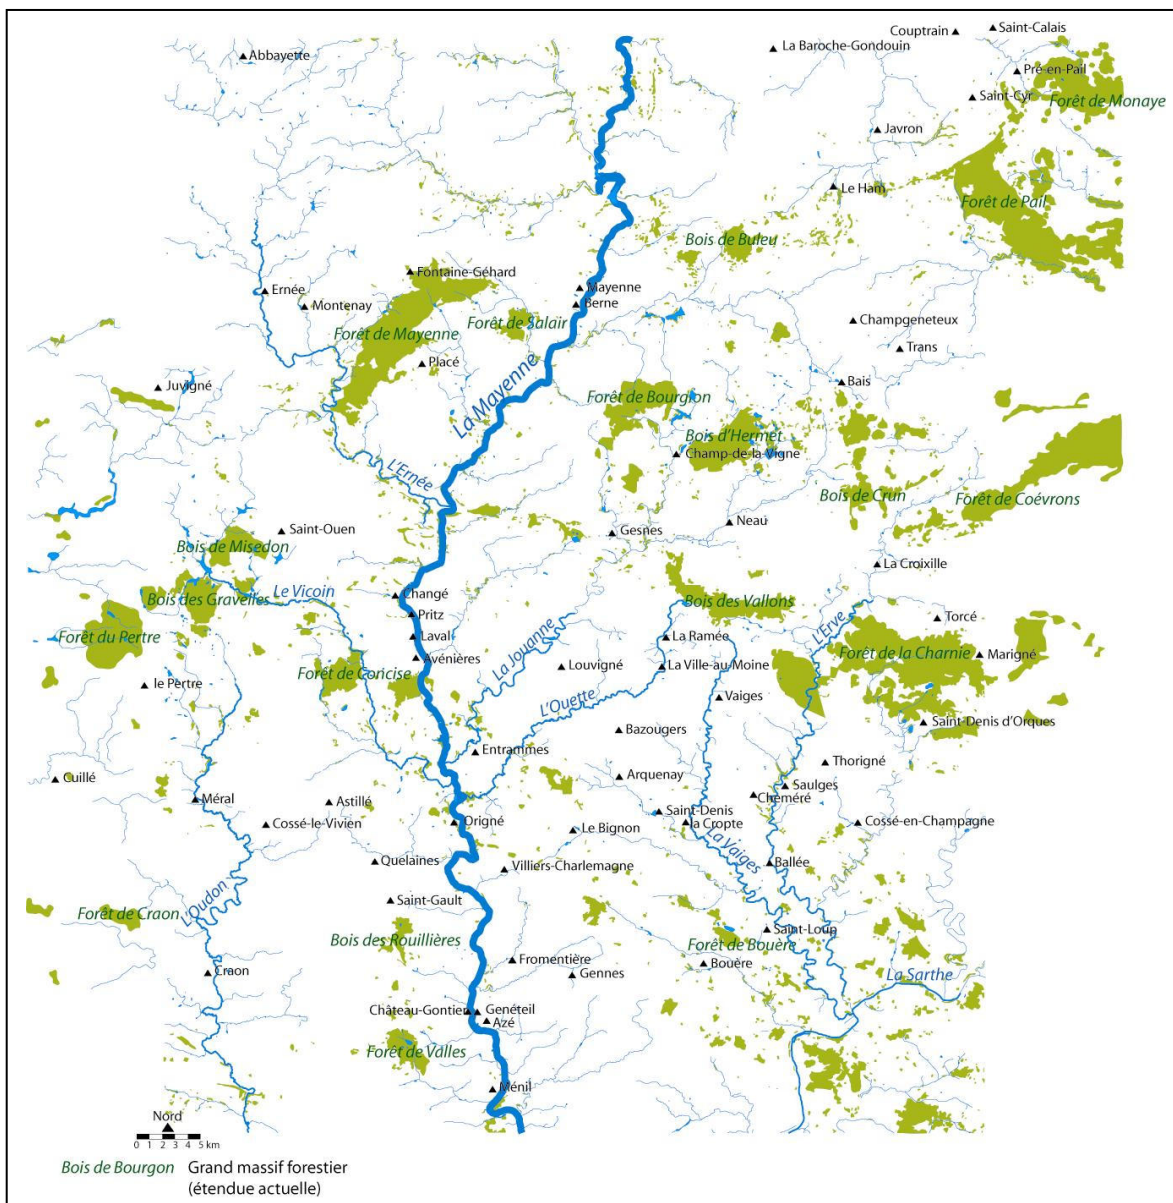 Couptrain
Saint-Calais
La Baroche-Gondouin
Abbayette
Pré-en-Pail
Saint-Cyr
Forêt de Monaye
Javron
Le Ham
Forêt de Pail
Bois de Buleu
Fontaine-Géhard
Ernée
Mayenne
Montenay
Berne
Forêt de Salair
Forêt de Mayenne
Champgeneteux
Trans
Placé
Juvigné
Bais
La Mayenne
Forêt de Bourgion
Bois d'Hermet
Champ-de-la-Vigne
L'Ernée
Bois de Crun
Forêt de Coévrons
Neau
Saint-Ouen
Gesnes
Bois de Misedon
La Croixille
Le Vicoin
Changé
Bois des Gravelles
Bois des Vallons
Pritz
Torcé
Forêt du Pertre
Laval
La Ramée
L'Erve
La Jouanne
Forêt de la Charnie
Marigné
Avénières
Louvigné
La Ville-au-Moine
Forêt de Concise
le Pertre
Vaiges
L'Ouette
Saint-Denis d'Orques
Bazougers
Entrammes
Thorigné
Cuillé
Arquenay
Saulges
Chéméré
Méral
Astillé
Saint-Denis
Cossé-le-Vivien
Origné
la Cropte
Cossé-en-Champagne
Le Bignon
La Vaiges
Quelaines
Villiers-Charlemagne
Ballée
Saint-Gault
Forêt de Craon
L'Oudon
Saint-Loup
Bois des Rouillières
Forêt de Bouère
Fromentière
Bouère
Craon
Gennes
La Sarthe
Château-Gontier
Genéteil
Azé
Forêt de Valles
Ménil
Nord
0 1 2 3 4 5 km
Bois de Bourgon Grand massif forestier
(étendue actuelle)